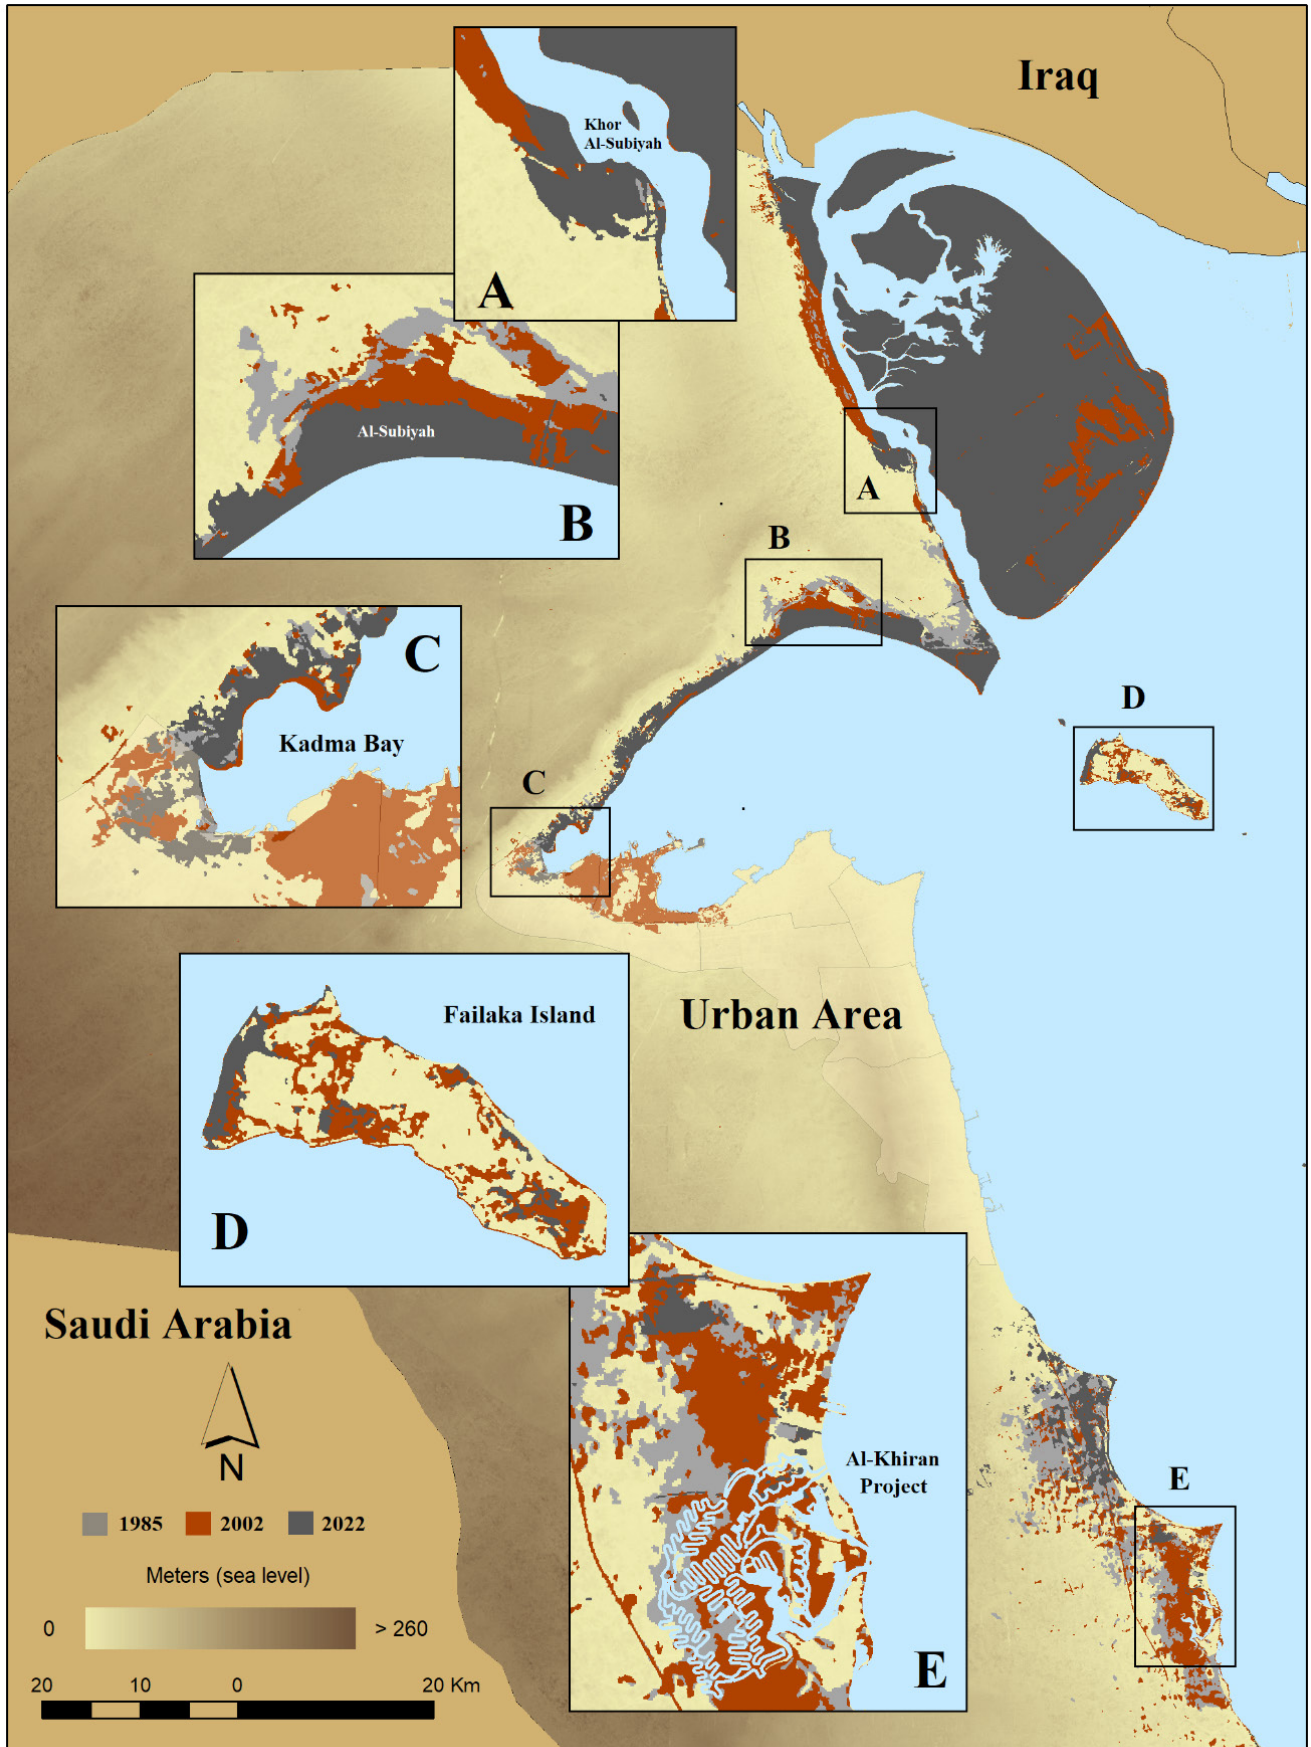 Iraq
Khor
Al-Subiyah
A
Al-Subiyah
B
A
B
C
Kadma Bay
C
D
Failaka Island
D
Urban Area
Saudi Arabia
N
1985 2002 2022
Meters (sea level)
0 > 260
20 10 0 20 Km
Al-Khiran
Project
E
E